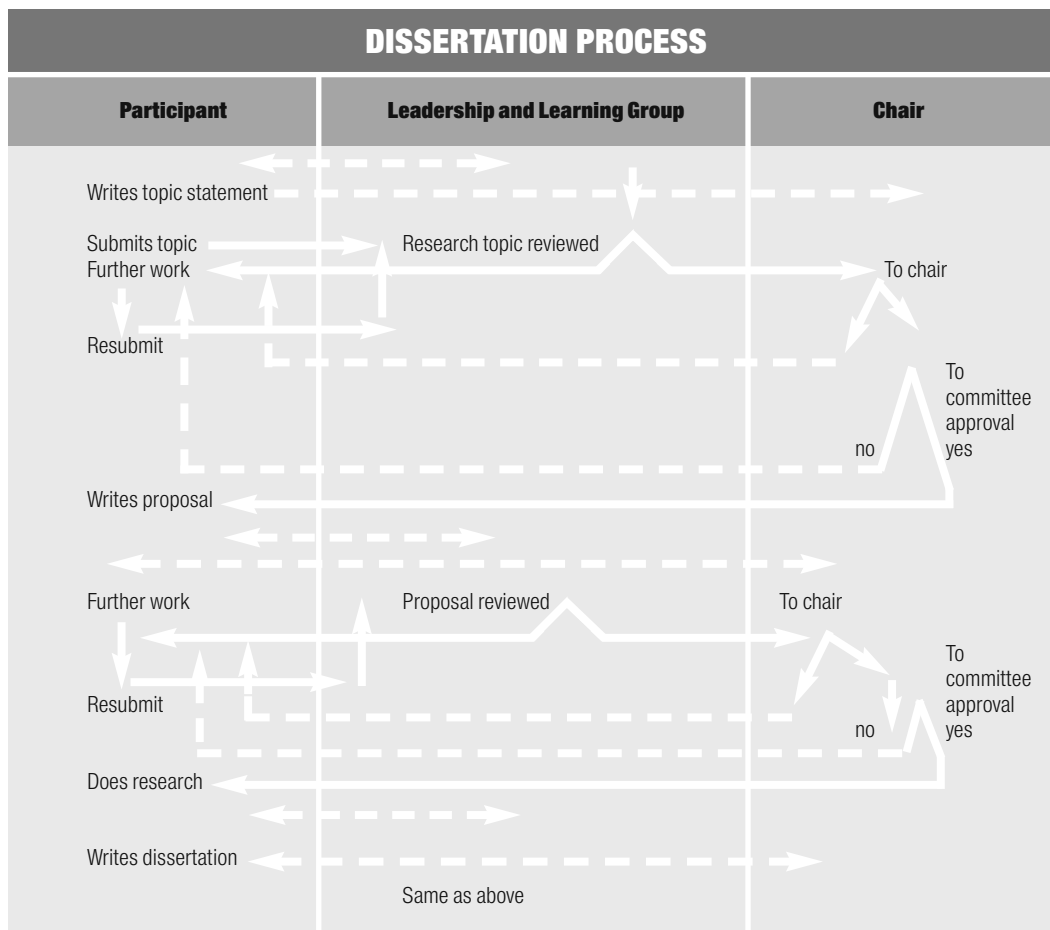 DISSERTATION PROCESS
Participant
Leadership and Learning Group
Chair
Writes topic statement
Submits topic
Research topic reviewed
Further work
To chair
Resubmit
To
committee
approval
no
yes
Writes proposal
Further work
Proposal reviewed
To chair
To
committee
Resubmit
approval
no
yes
Does research
Writes dissertation
Same as above